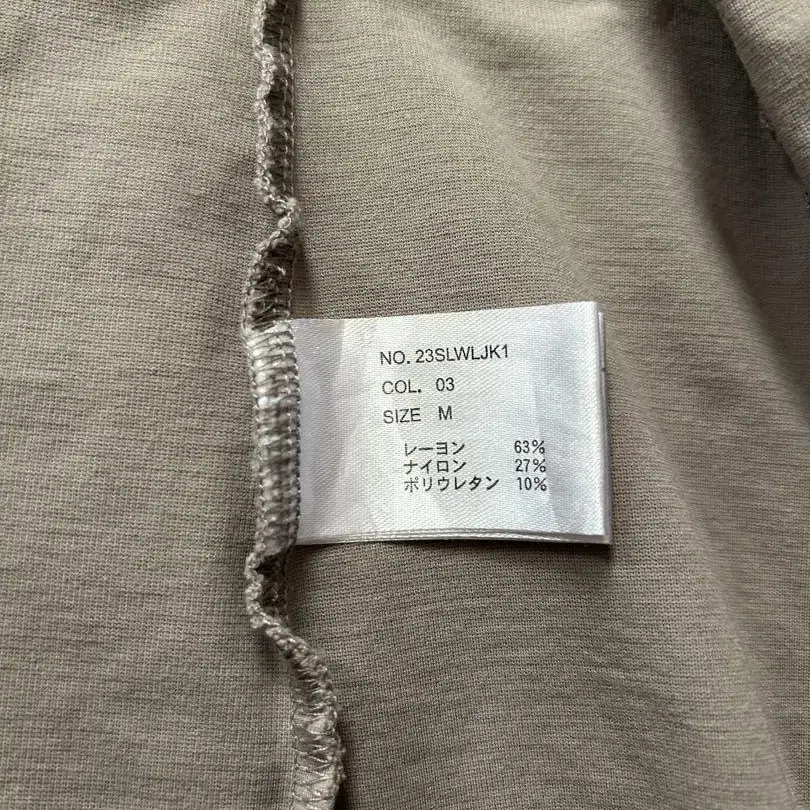 NO. 23SLWLJK1
COL. 03
SIZE M
レーヨン 63%
ナイロン 27%
ポリウレタン 10%